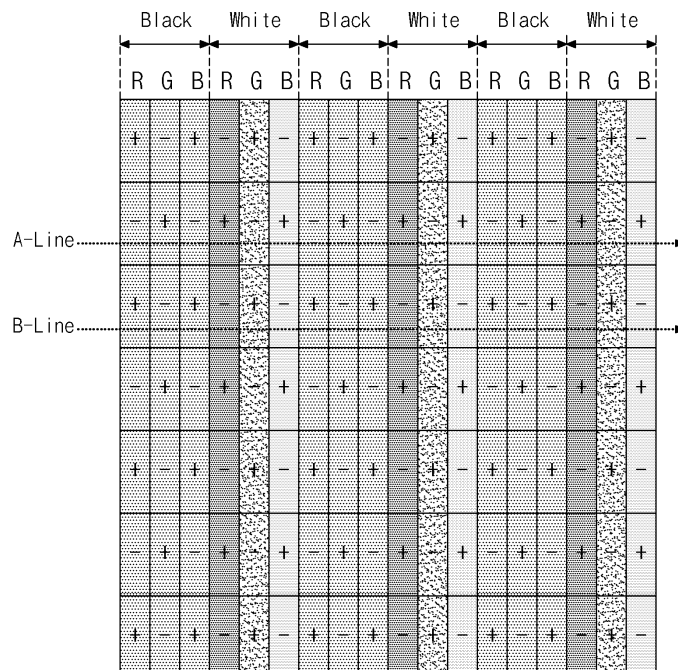 Black White Black White Black White
R G B R G B R G B R G B R G B R G B
+ - + - + - + - + - + - + - + - + -
- + - + - + - + - + - + - + - + - +
A-Line
+ - + - + - + - + - + - + - + - + -
B-Line
- + - + - + - + - + - + - + - + - +
+ - + - + - + - + - + - + - + - + -
- + - + - + - + - + - + - + - + - +
+ - + - + - + - + - + - + - + - + -